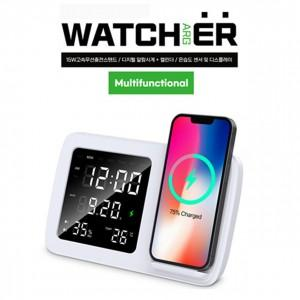 WATCHARGËR
15W고속무선충전스탠드 / 디지털 알람시계 + 캘린더 / 온습도 센서 및 디스플레이
Multifunctional
12:00
9.20.
35% 26°C
75% Charged